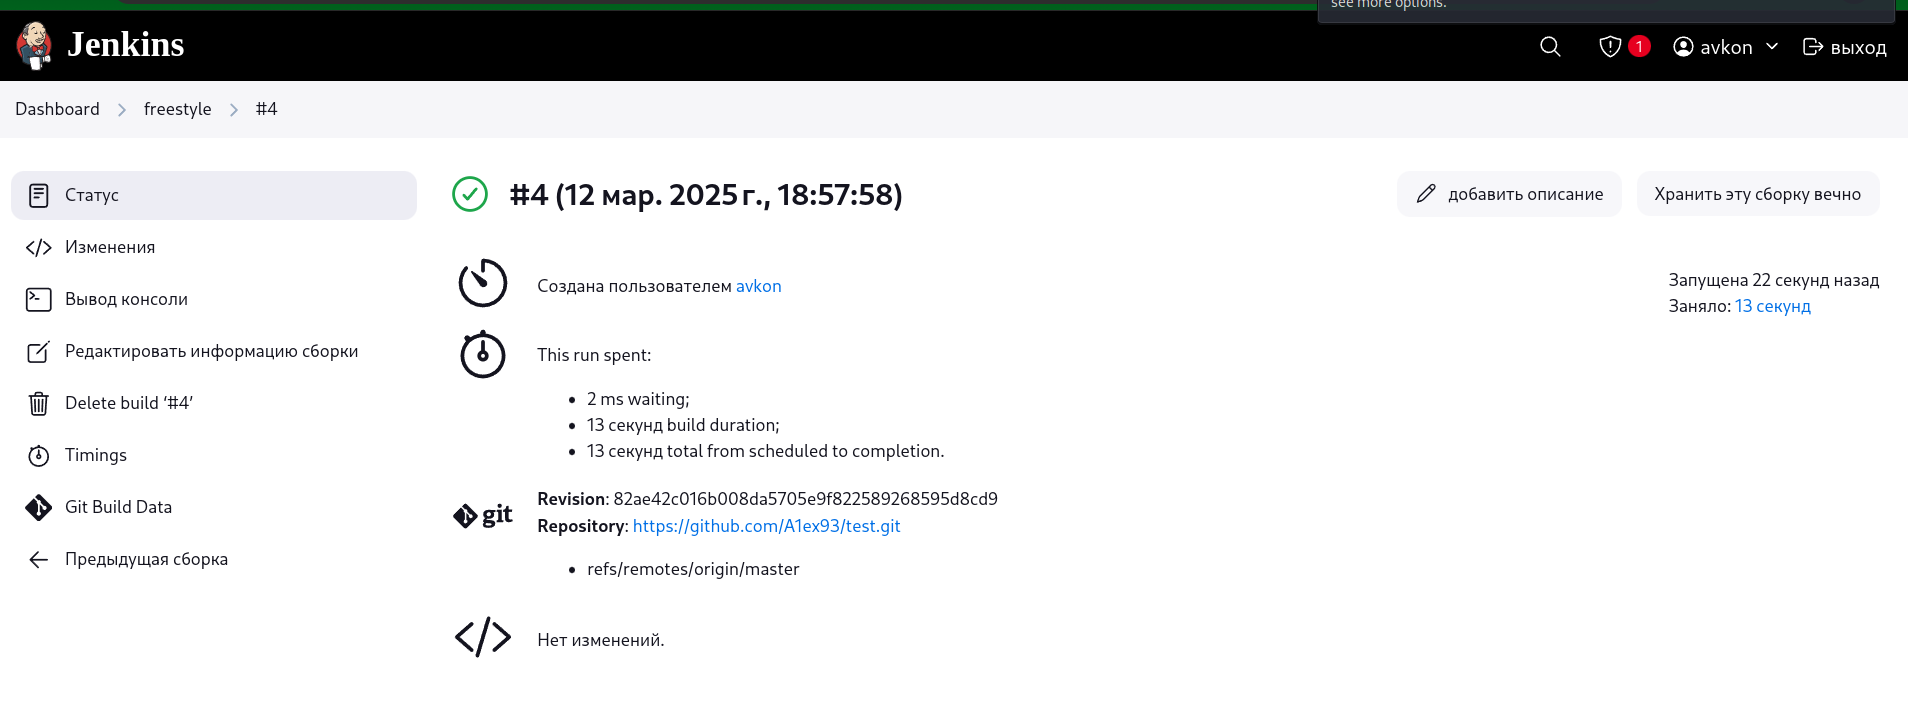 see more options.
Jenkins
1
avkon
выход
Dashboard
freestyle
#4
Статус
Изменения
Вывод консоли
Редактировать информацию сборки
Delete build ‘#4’
Timings
Git Build Data
Предыдущая сборка
#4 (12 мар. 2025 г., 18:57:58)
добавить описание
Хранить эту сборку вечно
Создана пользователем avkon
Запущена 22 секунд назад
Заняло: 13 секунд
This run spent:
2 ms waiting;
13 секунд build duration;
13 секунд total from scheduled to completion.
git
Revision: 82ae42c016b008da5705e9f822589268595d8cd9
Repository: https://github.com/A1ex93/test.git
refs/remotes/origin/master
Нет изменений.